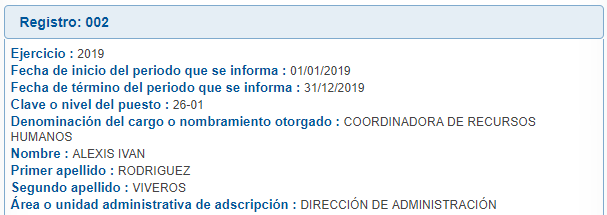 Registro: 002
Ejercicio : 2019
Fecha de inicio del periodo que se informa : 01/01/2019
Fecha de término del periodo que se informa : 31/12/2019
Clave o nivel del puesto : 26-01
Denominación del cargo o nombramiento otorgado : COORDINADORA DE RECURSOS
HUMANOS
Nombre : ALEXIS IVAN
Primer apellido : RODRIGUEZ
Segundo apellido : VIVEROS
Área o unidad administrativa de adscripción : DIRECCIÓN DE ADMINISTRACIÓN